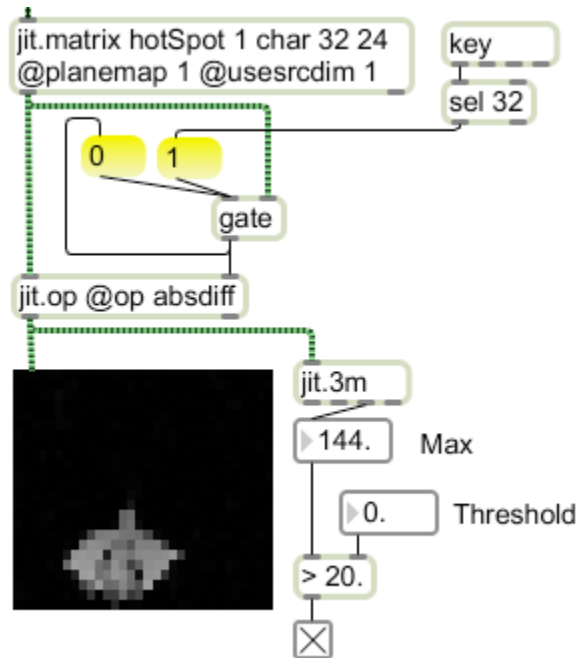 jit.matrix hotSpot 1 char 32 24
@planemap 1 @usesrcdim 1
key
sel 32
0
1
gate
jit.op @op absdiff
jit.3m
144.
Max
0.
Threshold
> 20.